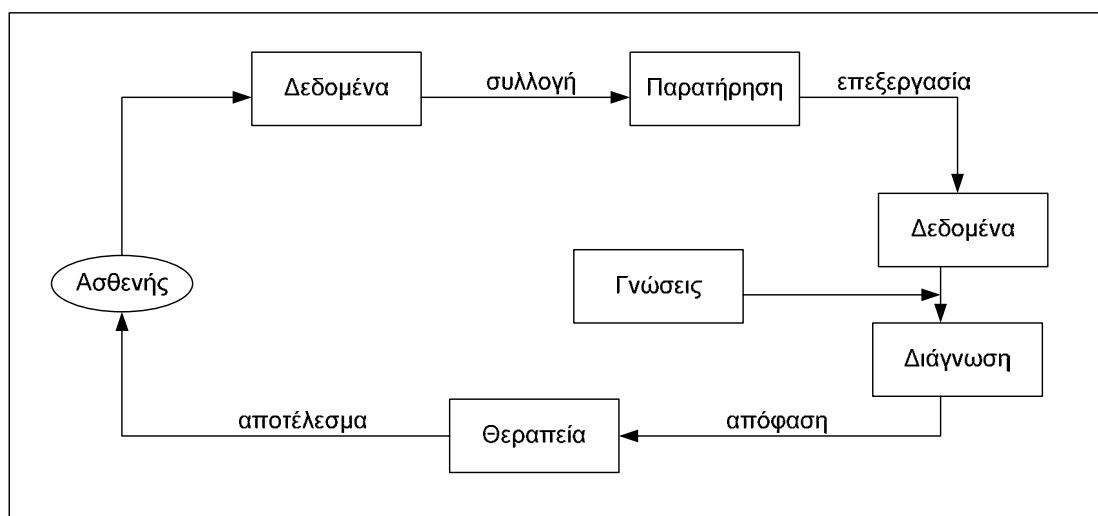 Δεδομένα
συλλογή
Παρατήρηση
επεξεργασία
Δεδομένα
Γνώσεις
Ασθενής
Διάγνωση
αποτέλεσμα
Θεραπεία
απόφαση